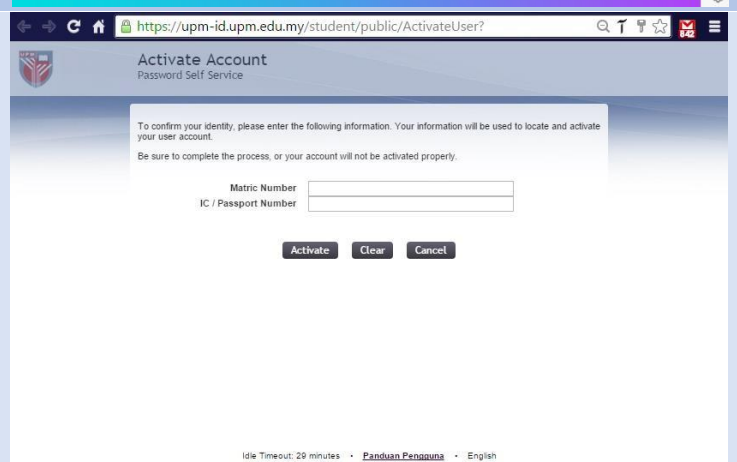 https://upm-id.upm.edu.my/student/public/ActivateUser?
642
Activate Account
Password Self Service
To confirm your identity, please enter the following information. Your information will be used to locate and activate
your user account.
Be sure to complete the process, or your account will not be activated properly.
Matric Number
IC / Passport Number
Activate Clear Cancel
Idle Timeout: 29 minutes • Panduan Pengguna • English